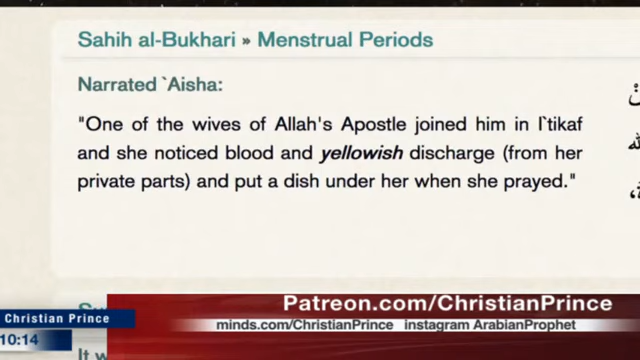 Sahih al-Bukhari » Menstrual Periods
Narrated `Aisha:
"One of the wives of Allah's Apostle joined him in I`tikaf
and she noticed blood and yellowish discharge (from her
private parts) and put a dish under her when she prayed."
Patreon.com/ChristianPrince
Christian Prince
minds.com/ChristianPrince instagram ArabianProphet
10:14
It w